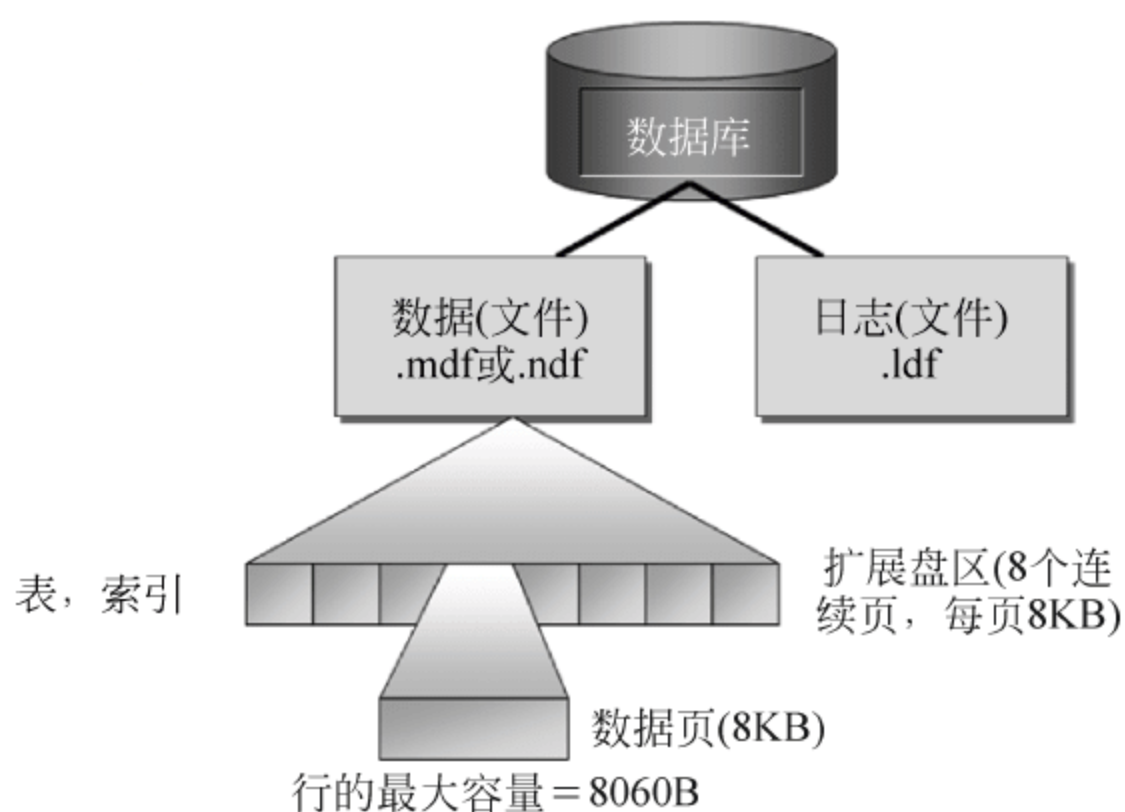 数据库
数据(文件)
.mdf或.ndf
日志(文件)
.ldf
表，索引
扩展盘区(8个连
续页，每页8KB)
数据页(8KB)
行的最大容量＝8060B